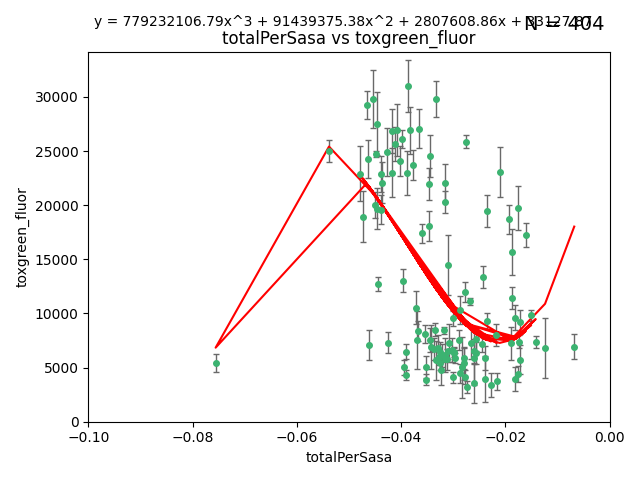 y = 779232106.79x^3 + 91439375.38x^2 + 2807608.86x +
N = 404
totalPerSasa vs toxgreen_fluor
30000
25000
20000
15000
10000
5000
0
toxgreen_fluor
−0.10
−0.08
−0.06
−0.04
−0.02
0.00
totalPerSasa